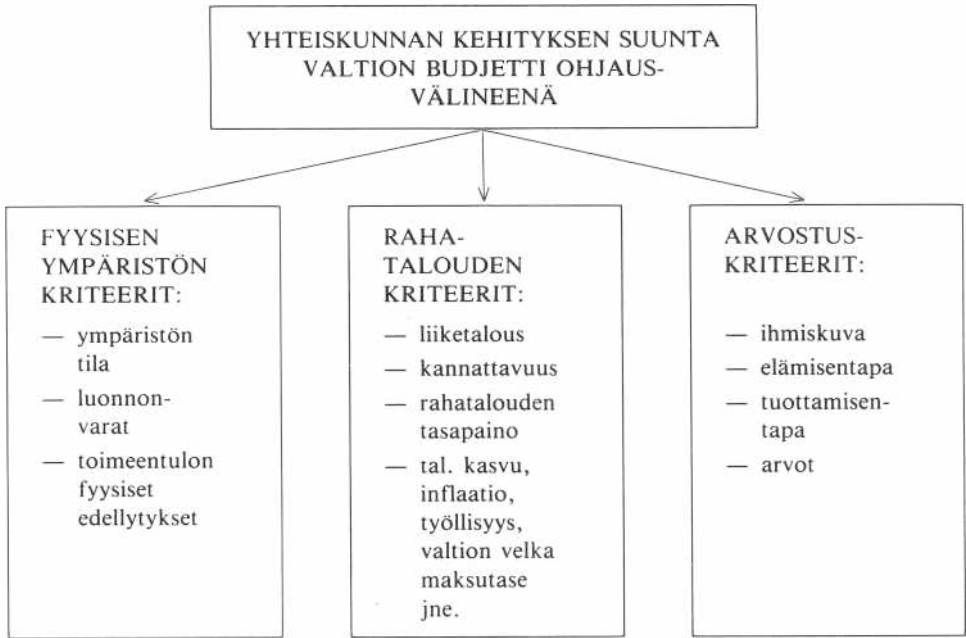 YHTEISKUNNAN KEHITYKSEN SUUNTA
VALTION BUDJETTI OHJAUS-
VÄLINEENÄ
FYYSISEN
YMPÄRISTÖN
KRITEERIT:
— ympäristön
tila
— luonnon-
varat
— toimeentulon
fyysiset
edellytykset
RAHA-
TALOUDEN
KRITEERIT:
— liiketalous
— kannattavuus
— rahatalouden
tasapaino
— tal. kasvu,
inflaatio,
työllisyys,
valtion velka
maksutase
jne.
ARVOSTUS-
KRITEERIT:
— ihmiskuva
— elämisentapa
— tuottamisen-
tapa
— arvot